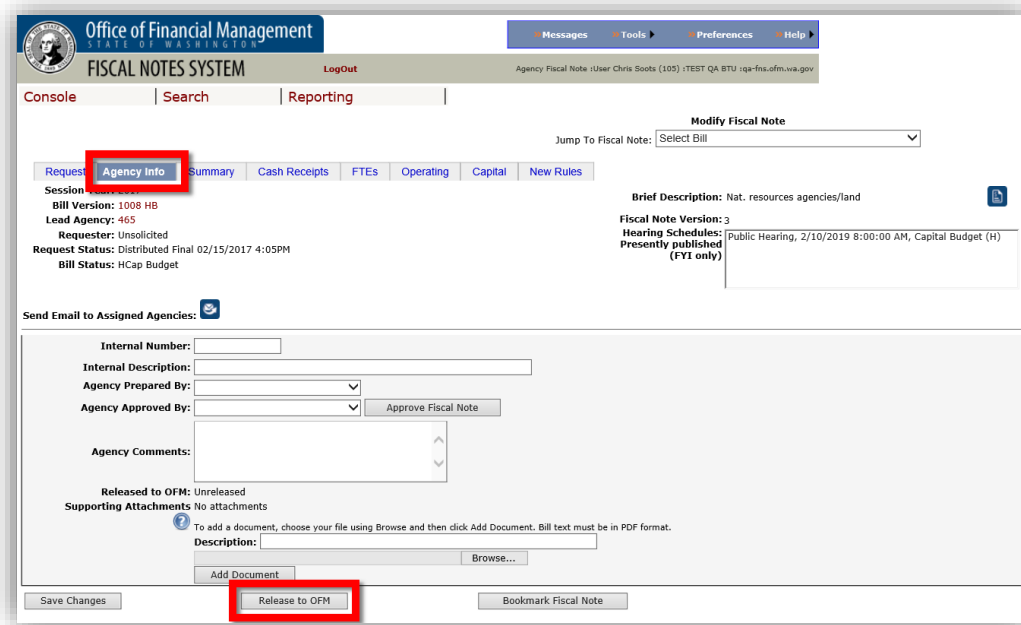 Office of Financial Management
STATE OF WASHINGTON
» Messages » Tools » Preferences » Help
FISCAL NOTES SYSTEM LogOut Agency Fiscal Note :User Chris Soots (105) :TEST QA BTU :qa-fns.ofm.wa.gov
Console Search Reporting
Modify Fiscal Note
Jump To Fiscal Note: Select Bill
Request Agency Info Summary Cash Receipts FTEs Operating Capital New Rules
Session
Bill Version: 1008 HB
Lead Agency: 465
Requester: Unsolicited
Request Status: Distributed Final 02/15/2017 4:05PM
Bill Status: HCap Budget
Brief Description: Nat. resources agencies/land
Fiscal Note Version: 3
Hearing Schedules: Public Hearing, 2/10/2019 8:00:00 AM, Capital Budget (H)
Presently published
(FYI only)
Send Email to Assigned Agencies:
Internal Number:
Internal Description:
Agency Prepared By:
Agency Approved By: Approve Fiscal Note
Agency Comments:
Released to OFM: Unreleased
Supporting Attachments No attachments
? To add a document, choose your file using Browse and then click Add Document. Bill text must be in PDF format.
Description:
Browse...
Add Document
Save Changes Release to OFM Bookmark Fiscal Note